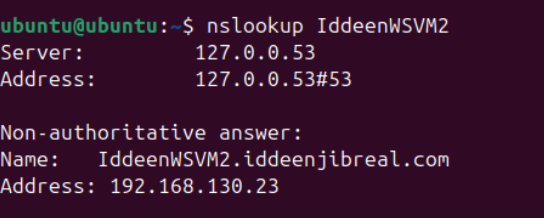 ubuntu@ubuntu:~$ nslookup IddeenWSVM2
Server: 127.0.0.53
Address: 127.0.0.53#53
Non-authoritative answer:
Name: IddeenWSVM2.iddeenjibreal.com
Address: 192.168.130.23